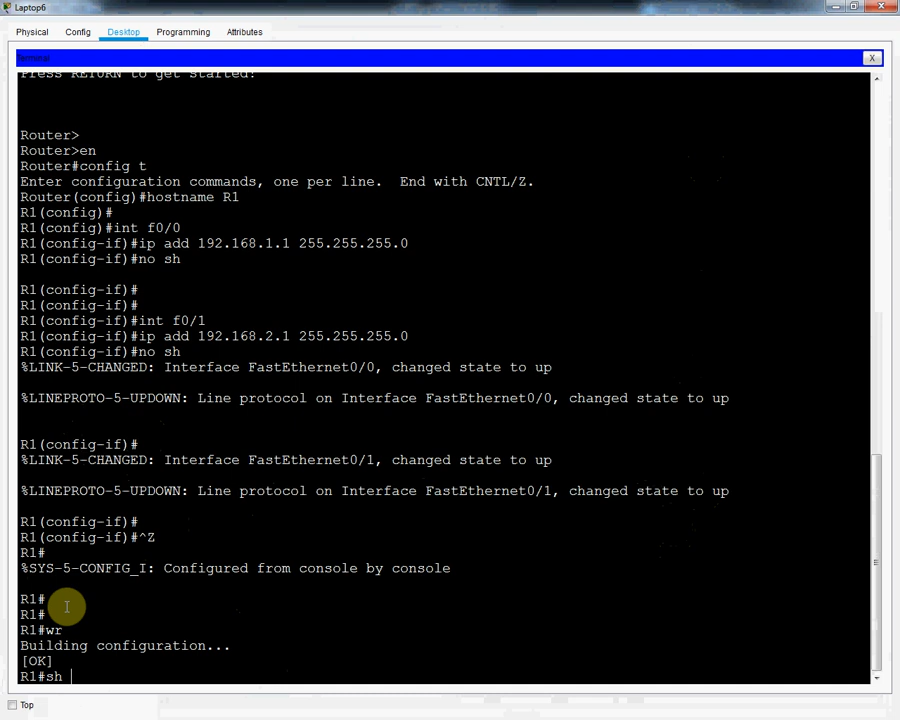 Laptop6
Physical Config Desktop Programming Attributes
Terminal
X
Press RETURN to get started!
Router>
Router>en
Router#config t
Enter configuration commands, one per line.  End with CNTL/Z.
Router(config)#hostname R1
R1(config)#
R1(config)#int f0/0
R1(config-if)#ip add 192.168.1.1 255.255.255.0
R1(config-if)#no sh
R1(config-if)#
R1(config-if)#
R1(config-if)#int f0/1
R1(config-if)#ip add 192.168.2.1 255.255.255.0
R1(config-if)#no sh
%LINK-5-CHANGED: Interface FastEthernet0/0, changed state to up
%LINEPROTO-5-UPDOWN: Line protocol on Interface FastEthernet0/0, changed state to up
R1(config-if)#
%LINK-5-CHANGED: Interface FastEthernet0/1, changed state to up
%LINEPROTO-5-UPDOWN: Line protocol on Interface FastEthernet0/1, changed state to up
R1(config-if)#
R1(config-if)#^Z
R1#
%SYS-5-CONFIG_I: Configured from console by console
R1#
R1#
R1#wr
Building configuration...
[OK]
R1#sh
Top